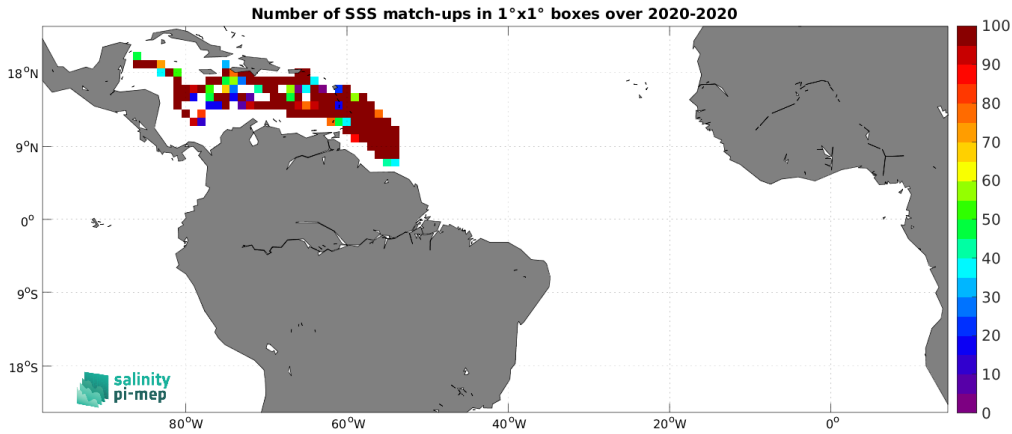 Number of SSS match-ups in 1°x1° boxes over 2020-2020
18°N
9°N
0°
9°S
18°S
80°W
60°W
40°W
20°W
0°
100
90
80
70
60
50
40
30
20
10
0
salinity
pi-mep